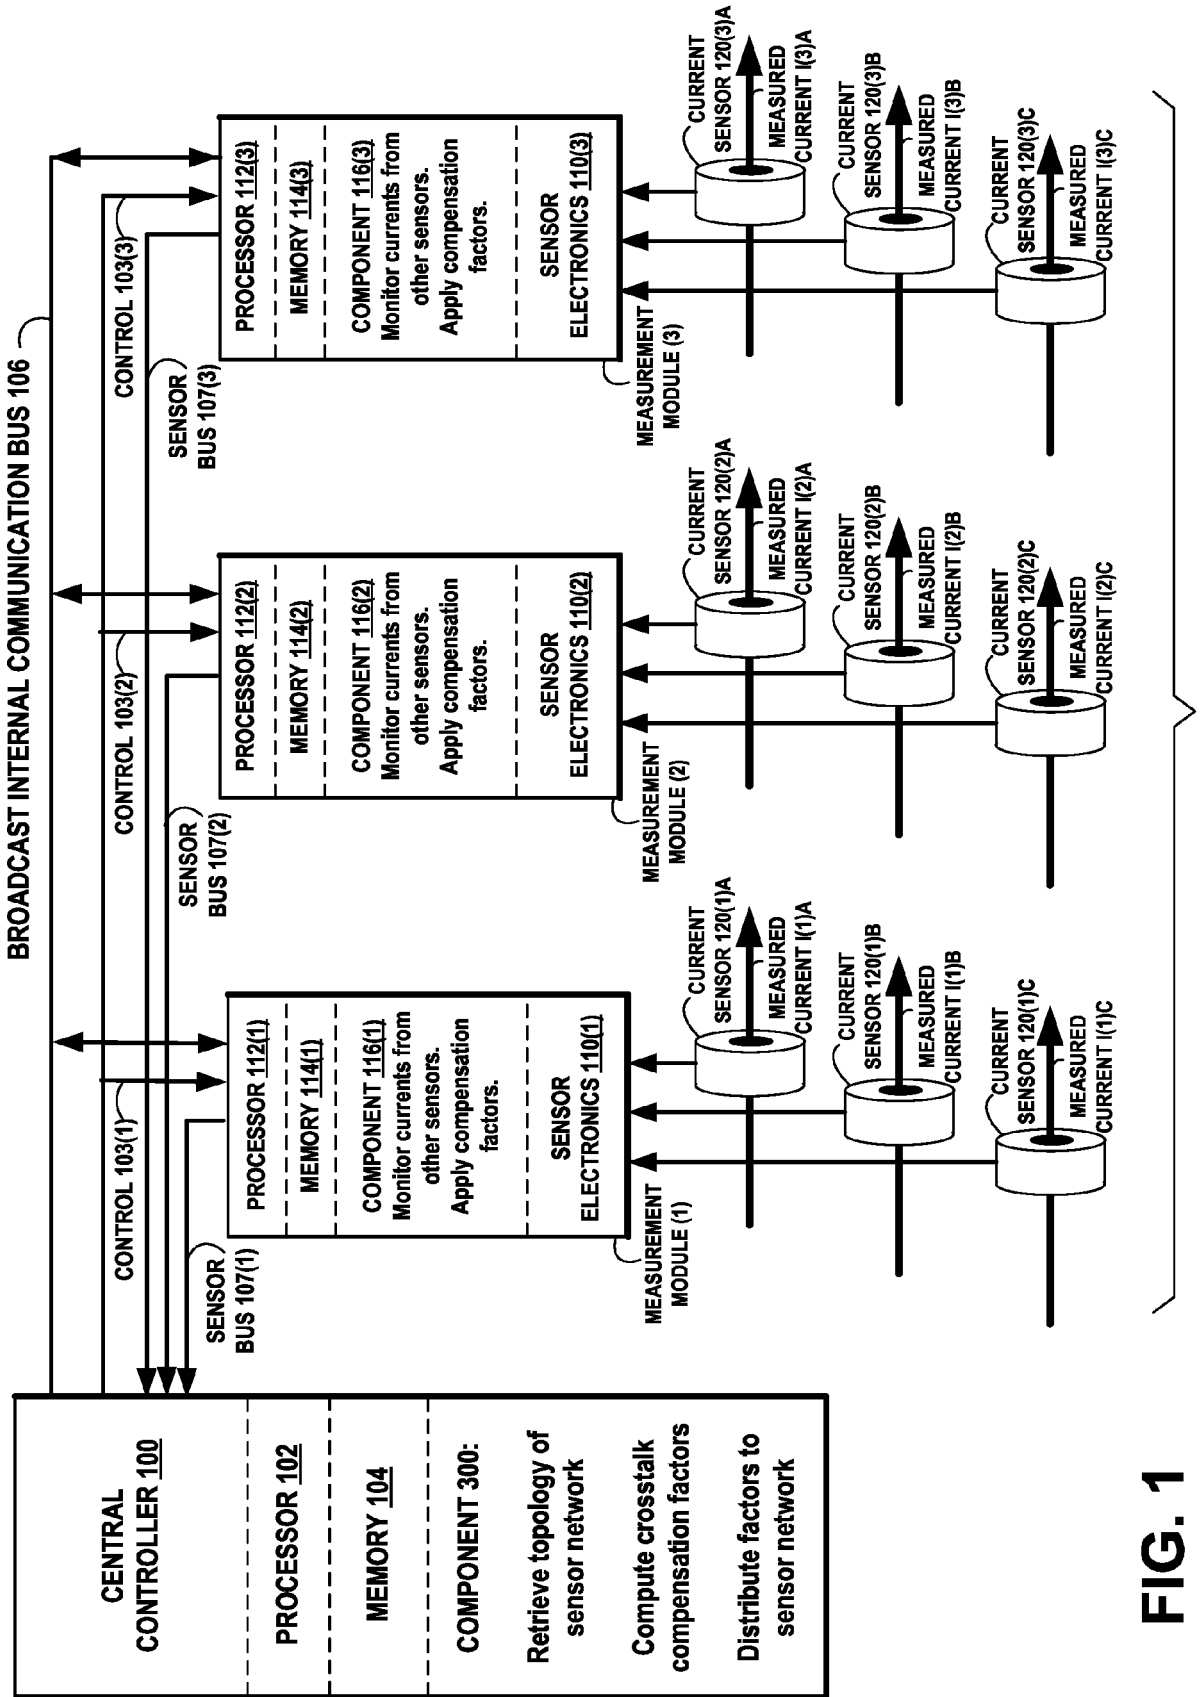 BROADCAST INTERNAL COMMUNICATION BUS 106
CENTRAL
CONTROLLER 100
PROCESSOR 102
MEMORY 104
COMPONENT 300:
Retrieve topology of
sensor network
Compute crosstalk
compensation factors
Distribute factors to
sensor network
CONTROL 103(1)
SENSOR
BUS 107(1)
PROCESSOR 112(1)
MEMORY 114(1)
COMPONENT 116(1)
Monitor currents from
other sensors.
Apply compensation
factors.
SENSOR
ELECTRONICS 110(1)
MEASUREMENT
MODULE (1)
CURRENT
SENSOR 120(1)A
MEASURED
CURRENT I(1)A
CURRENT
SENSOR 120(1)B
MEASURED
CURRENT I(1)B
CURRENT
SENSOR 120(1)C
MEASURED
CURRENT I(1)C
CONTROL 103(2)
SENSOR
BUS 107(2)
PROCESSOR 112(2)
MEMORY 114(2)
COMPONENT 116(2)
Monitor currents from
other sensors.
Apply compensation
factors.
SENSOR
ELECTRONICS 110(2)
MEASUREMENT
MODULE (2)
CURRENT
SENSOR 120(2)A
MEASURED
CURRENT I(2)A
CURRENT
SENSOR 120(2)B
MEASURED
CURRENT I(2)B
CURRENT
SENSOR 120(2)C
MEASURED
CURRENT I(2)C
CONTROL 103(3)
SENSOR
BUS 107(3)
PROCESSOR 112(3)
MEMORY 114(3)
COMPONENT 116(3)
Monitor currents from
other sensors.
Apply compensation
factors.
SENSOR
ELECTRONICS 110(3)
MEASUREMENT
MODULE (3)
CURRENT
SENSOR 120(3)A
MEASURED
CURRENT I(3)A
CURRENT
SENSOR 120(3)B
MEASURED
CURRENT I(3)B
CURRENT
SENSOR 120(3)C
MEASURED
CURRENT I(3)C
FIG. 1